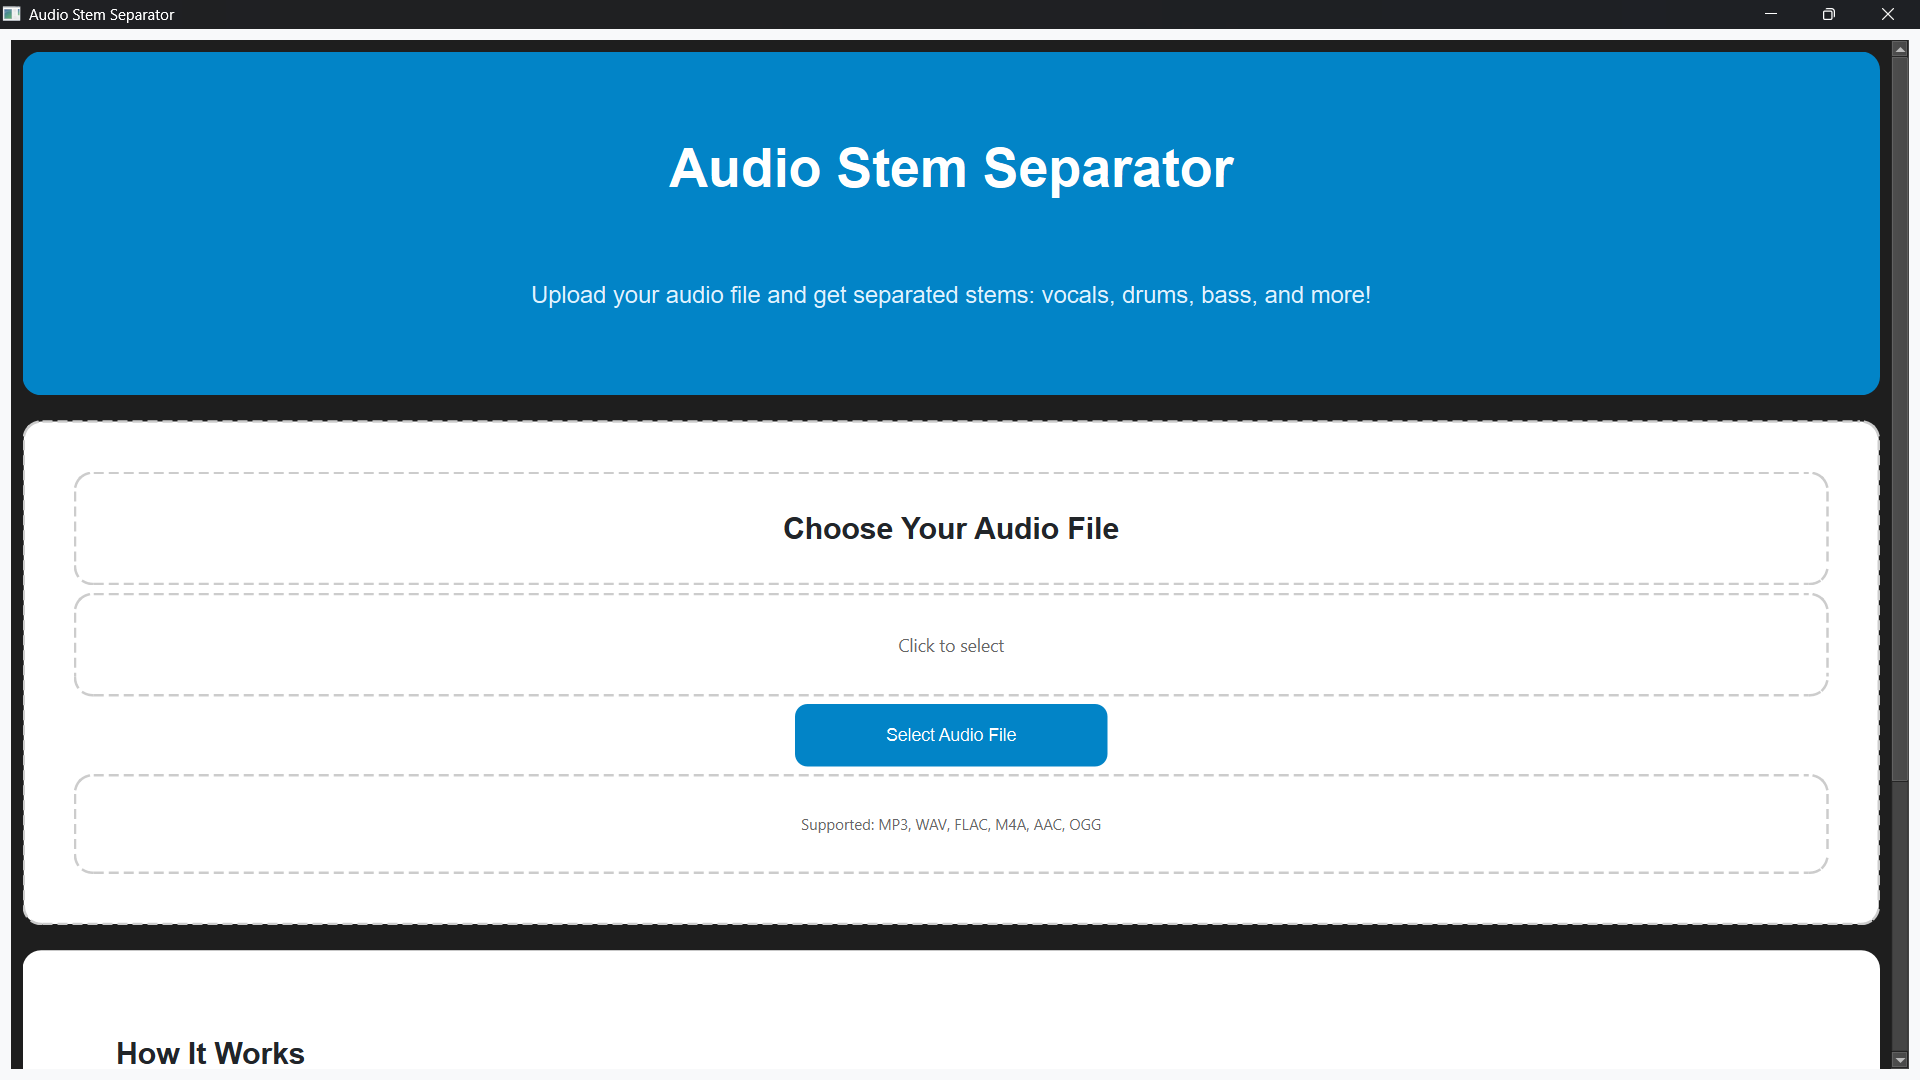 Audio Stem Separator
Audio Stem Separator
Upload your audio file and get separated stems: vocals, drums, bass, and more!
Choose Your Audio File
Click to select
Select Audio File
Supported: MP3, WAV, FLAC, M4A, AAC, OGG
How It Works